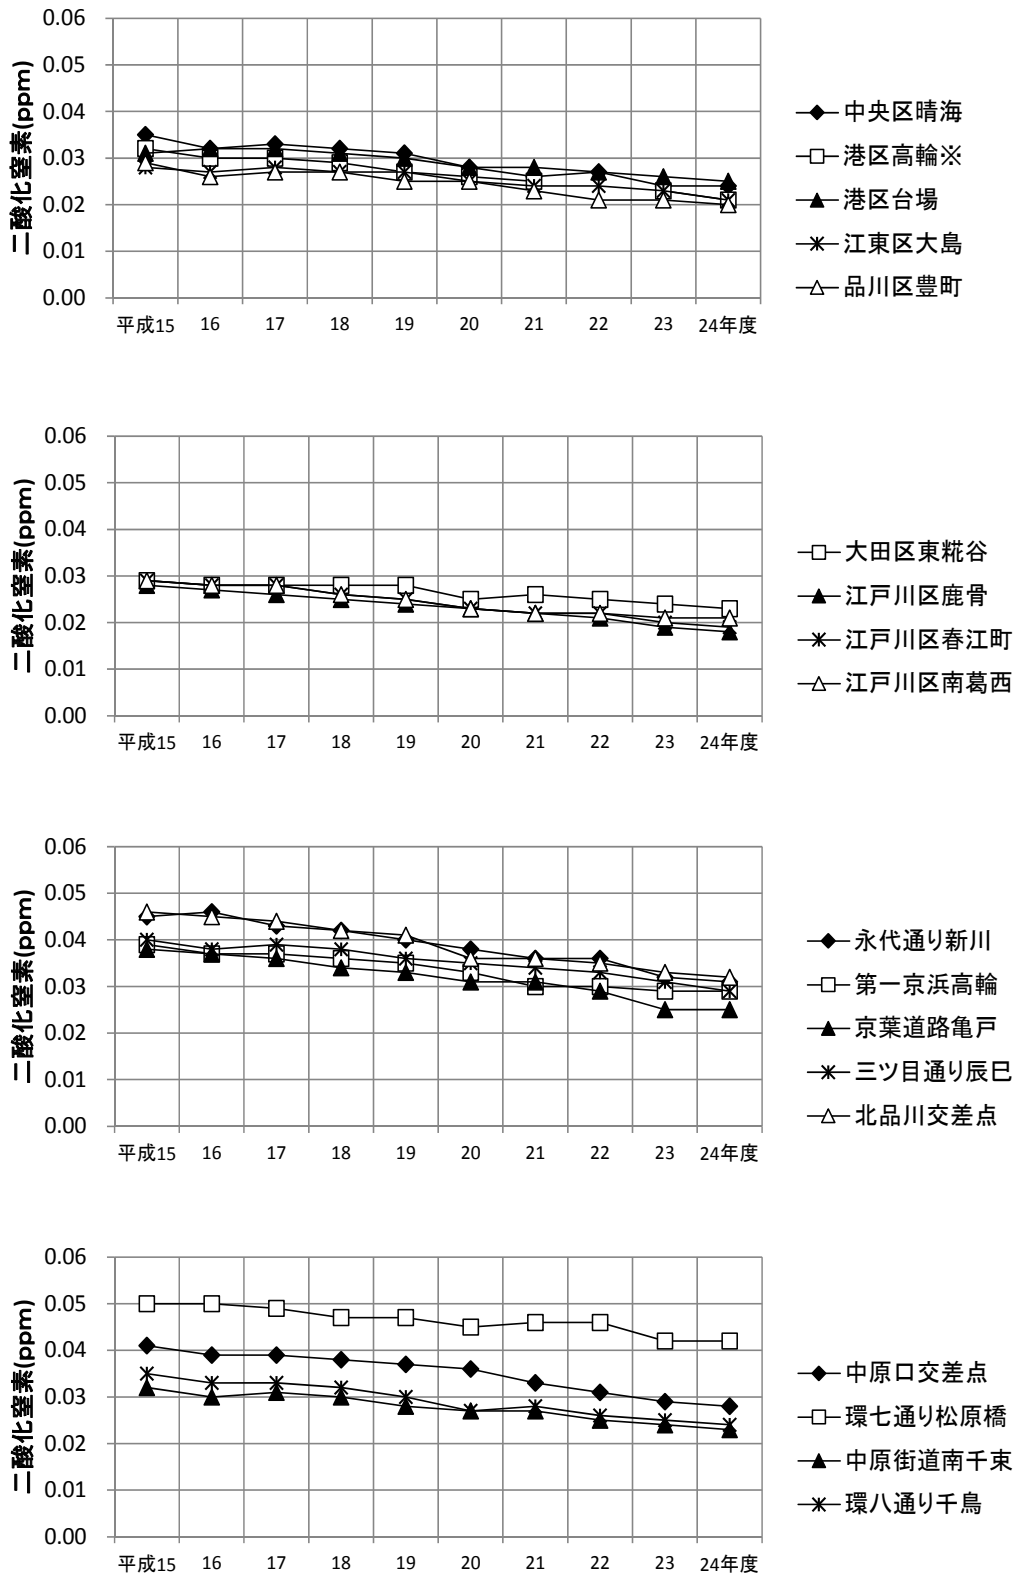 二酸化窒素(ppm)
0.06
0.05
0.04
0.03
0.02
0.01
0.00
平成15 16 17 18 19 20 21 22 23 24年度
中央区晴海
港区高輪※
港区台場
江東区大島
品川区豊町
二酸化窒素(ppm)
0.06
0.05
0.04
0.03
0.02
0.01
0.00
平成15 16 17 18 19 20 21 22 23 24年度
大田区東糀谷
江戸川区鹿骨
江戸川区春江町
江戸川区南葛西
二酸化窒素(ppm)
0.06
0.05
0.04
0.03
0.02
0.01
0.00
平成15 16 17 18 19 20 21 22 23 24年度
永代通り新川
第一京浜高輪
京葉道路亀戸
三ツ目通り辰巳
北品川交差点
二酸化窒素(ppm)
0.06
0.05
0.04
0.03
0.02
0.01
0.00
平成15 16 17 18 19 20 21 22 23 24年度
中原口交差点
環七通り松原橋
中原街道南千束
環八通り千鳥